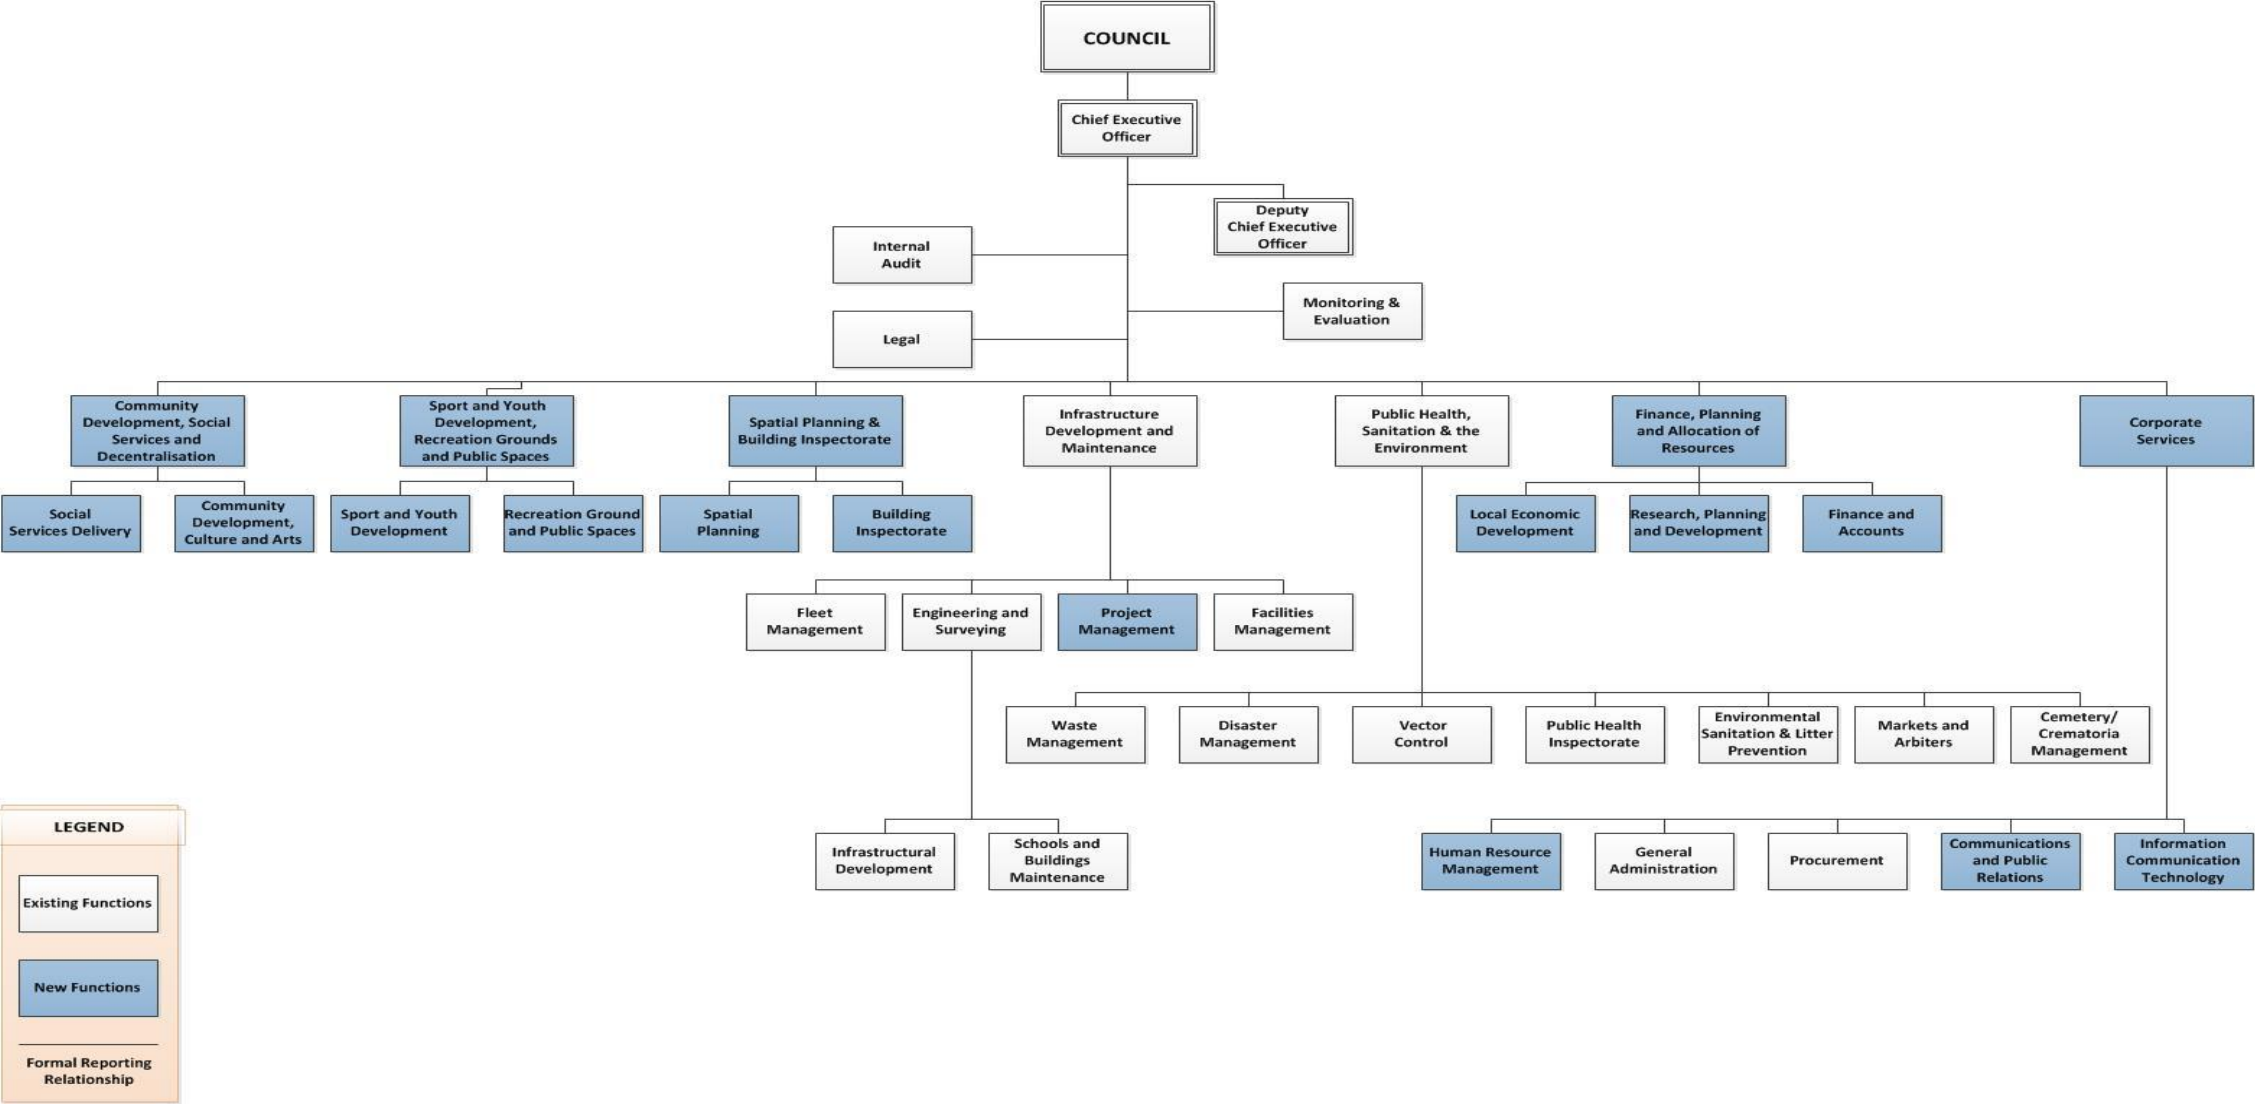 COUNCIL
Chief Executive
Officer
Deputy
Chief Executive
Officer
Internal
Audit
Monitoring &
Evaluation
Legal
Community
Development, Social
Services and
Decentralisation
Sport and Youth
Development,
Recreation Grounds
and Public Spaces
Spatial Planning &
Building Inspectorate
Infrastructure
Development and
Maintenance
Public Health,
Sanitation & the
Environment
Finance, Planning
and Allocation of
Resources
Corporate
Services
Social
Services Delivery
Community
Development,
Culture and Arts
Sport and Youth
Development
Recreation Ground
and Public Spaces
Spatial
Planning
Building
Inspectorate
Local Economic
Development
Research, Planning
and Development
Finance and
Accounts
Fleet
Management
Engineering and
Surveying
Project
Management
Facilities
Management
Waste
Management
Disaster
Management
Vector
Control
Public Health
Inspectorate
Environmental
Sanitation & Litter
Prevention
Markets and
Arbiters
Cemetery/
Crematoria
Management
Infrastructural
Development
Schools and
Buildings
Maintenance
Human Resource
Management
General
Administration
Procurement
Communications
and Public
Relations
Information
Communication
Technology
LEGEND
Existing Functions
New Functions
Formal Reporting
Relationship